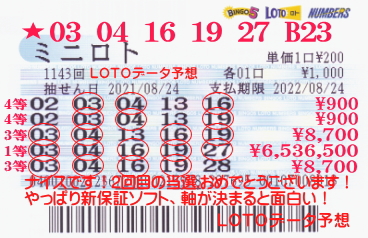 BINGO5 LOTO NUMBERS
★03 04 16 19 27 B23
ミニロト 単価1口¥200
1143回 LOTOデータ予想 各01口 ¥1,000
抽せん日 2021/08/24 支払期限 2022/08/24
4等 02 03 04 13 16 ¥900
4等 02 03 04 13 19 ¥900
3等 03 04 13 16 19 ¥8,700
1等 03 04 16 19 27 ¥6,536,500
3等 03 04 16 19 28 ¥8,700
ナイスです！2回目の当選おめでとうございます！
やっぱり新保証ソフト、軸が決まると面白い！
LOTOデータ予想